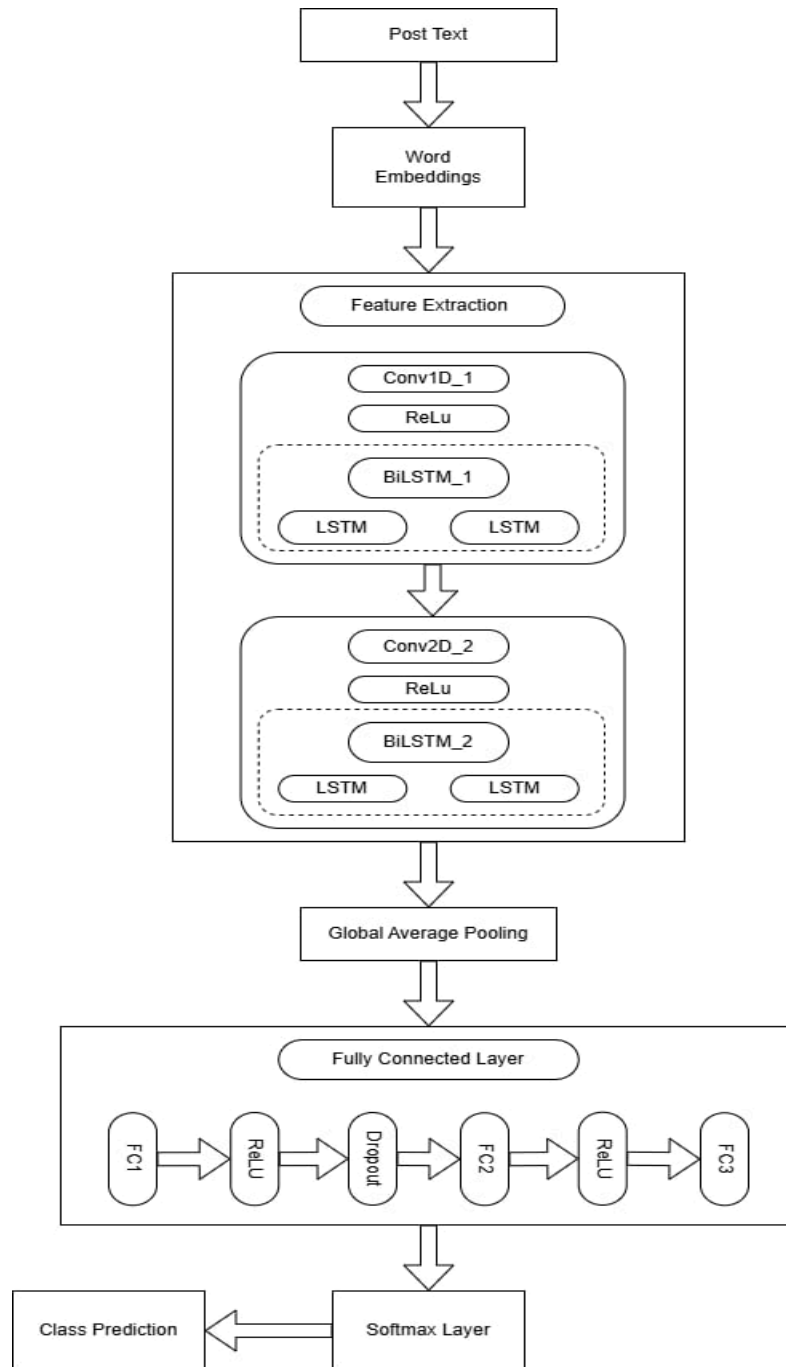 Post Text
Word
Embeddings
Feature Extraction
Conv1D_1
ReLu
BiLSTM_1
LSTM
LSTM
Conv2D_2
ReLu
BiLSTM_2
LSTM
LSTM
Global Average Pooling
Fully Connected Layer
FC1
ReLU
Dropout
FC2
ReLU
FC3
Class Prediction
Softmax Layer